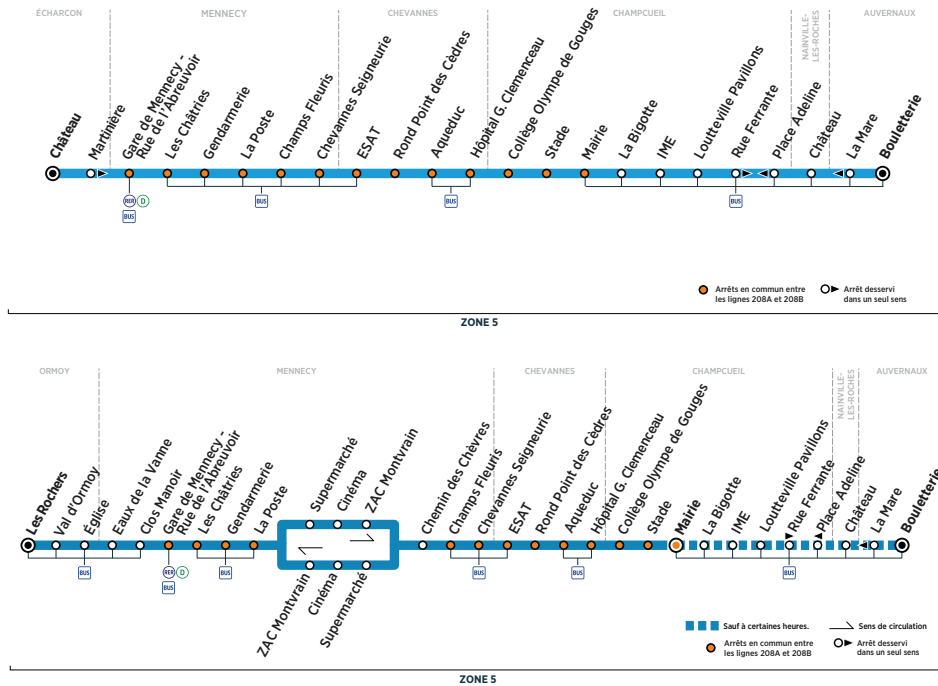 ÉCHARCON
MENNECY
CHEVANNES
CHAMPCUEIL
NAINVILLE-
LES-ROCHES
AUVERNAUX
Château
Martinière
Gare de Mennecy -
Rue de l'Abreuvoir
Les Châtries
Gendarmerie
La Poste
Champs Fleuris
Chevannes Seigneurie
ESAT
Rond Point des Cèdres
Aqueduc
Hôpital G. Clemenceau
Collège Olympe de Gouges
Stade
Mairie
La Bigotte
IME
Loutteville Pavillons
Rue Ferrante
Place Adeline
Château
La Mare
Bouletterie
RER D
BUS
BUS
BUS
BUS
Arrêts en commun entre
les lignes 208A et 208B
Arrêt desservi
dans un seul sens
ZONE 5
ORMOY
MENNECY
CHEVANNES
CHAMPCUEIL
NAINVILLE-
LES-ROCHES
AUVERNAUX
Les Rochers
Val d'Ormoy
Église
Eaux de la Vanne
Clos Manoir
Gare de Mennecy -
Rue de l'Abreuvoir
Les Châtries
Gendarmerie
La Poste
Supermarché
Cinéma
ZAC Montvrain
ZAC Montvrain
Cinéma
Supermarché
Chemin des Chèvres
Champs Fleuris
Chevannes Seigneurie
ESAT
Rond Point des Cèdres
Aqueduc
Hôpital G. Clemenceau
Collège Olympe de Gouges
Stade
Mairie
La Bigotte
IME
Loutteville Pavillons
Rue Ferrante
Place Adeline
Château
La Mare
Bouletterie
BUS
RER D
BUS
BUS
BUS
BUS
BUS
Sauf à certaines heures.
Sens de circulation
Arrêts en commun entre
les lignes 208A et 208B
Arrêt desservi
dans un seul sens
ZONE 5